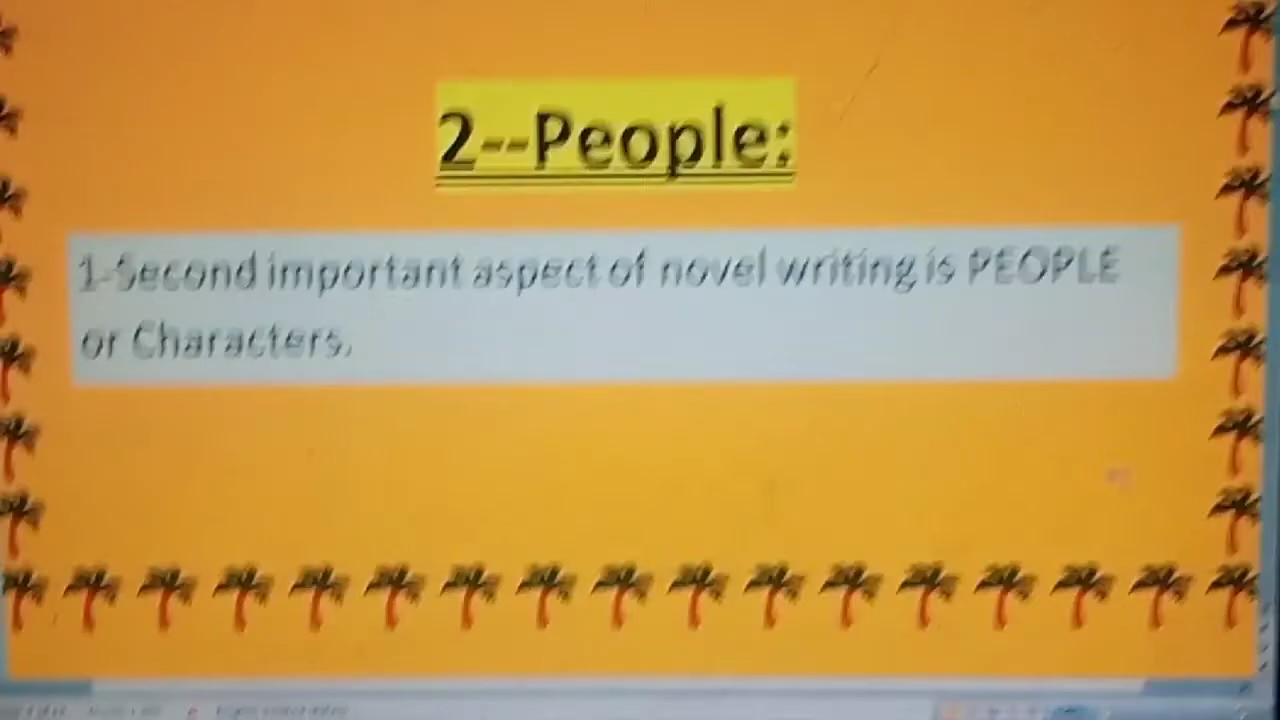 2--People:
1-Second important aspect of novel writing is PEOPLE
or Characters.